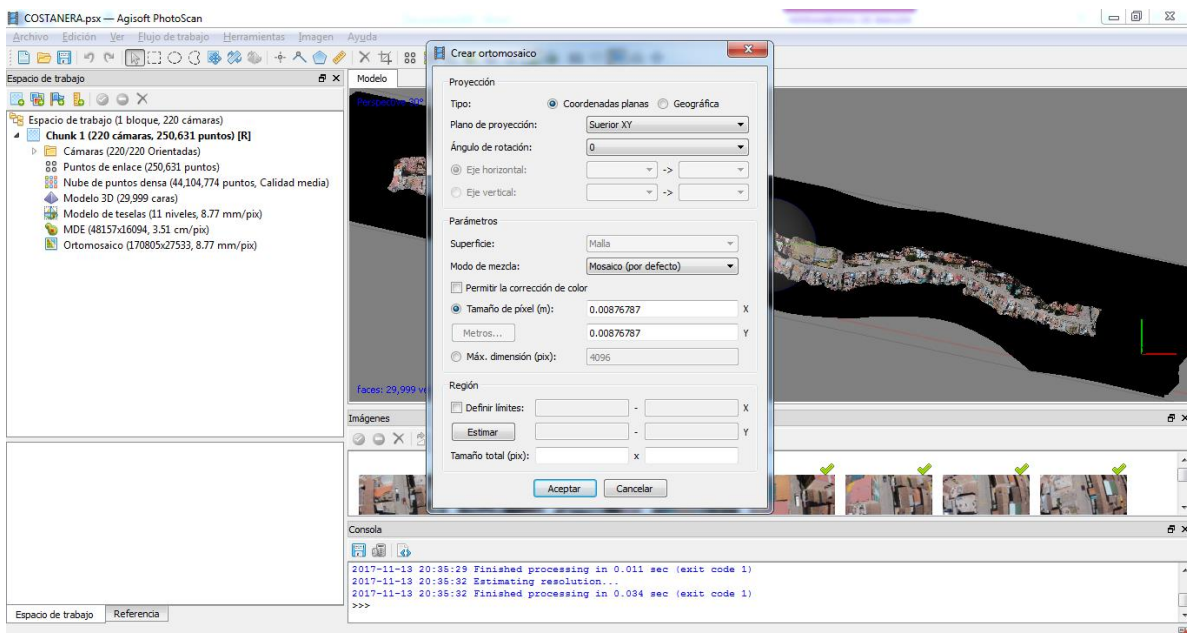 COSTANERA.psx — Agisoft PhotoScan
Archivo Edición Ver Flujo de trabajo Herramientas Imagen Ayuda
Espacio de trabajo
Espacio de trabajo (1 bloque, 220 cámaras)
Chunk 1 (220 cámaras, 250,631 puntos) [R]
Cámaras (220/220 Orientadas)
Puntos de enlace (250,631 puntos)
Nube de puntos densa (44,104,774 puntos, Calidad media)
Modelo 3D (29,999 caras)
Modelo de teselas (11 niveles, 8.77 mm/pix)
MDE (48157x16094, 3.51 cm/pix)
Ortomosaico (170805x27533, 8.77 mm/pix)
Espacio de trabajo Referencia
Modelo
faces: 29,999
Crear ortomosaico
Proyección
Tipo: Coordenadas planas Geográfica
Plano de proyección: Suerior XY
Ángulo de rotación: 0
Eje horizontal: ->
Eje vertical: ->
Parámetros
Superficie: Malla
Modo de mezcla: Mosaico (por defecto)
Permitir la corrección de color
Tamaño de píxel (m): 0.00876787 X
Metros... 0.00876787 Y
Máx. dimensión (pix): 4096
Región
Definir límites: - X
Estimar - Y
Tamaño total (pix): x
Aceptar Cancelar
Imágenes
Consola
2017-11-13 20:35:29 Finished processing in 0.011 sec (exit code 1)
2017-11-13 20:35:32 Estimating resolution...
2017-11-13 20:35:32 Finished processing in 0.034 sec (exit code 1)
>>>